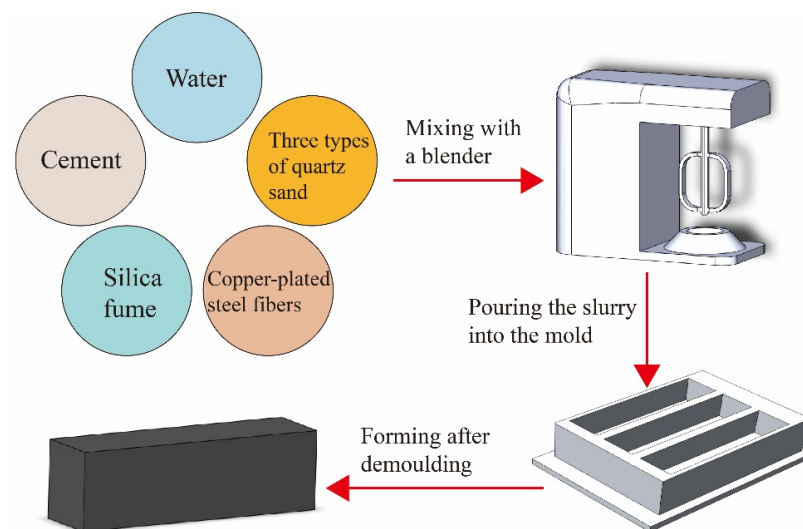 Water
Cement
Three types
of quartz
sand
Silica
fume
Copper-plated
steel fibers
Mixing with
a blender
Pouring the slurry
into the mold
Forming after
demoulding